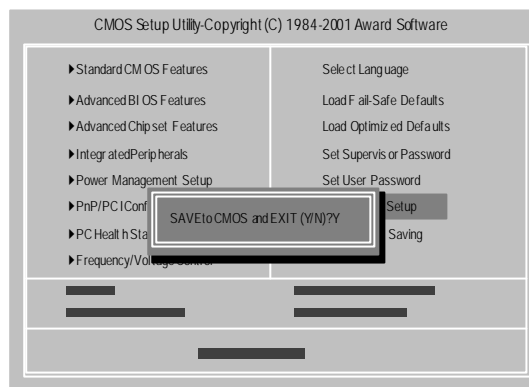 CMOS Setup Utility-Copyright (C) 1984-2001 Award Software
Standard CMOS Features
Select Language
Advanced BIOS Features
Load Fail-Safe Defaults
Advanced Chipset Features
Load Optimized Defaults
Integrated Peripherals
Set Supervisor Password
Power Management Setup
Set User Password
PnP/PCI Conf
Setup
SAVE to CMOS and EXIT (Y/N)?Y
PC Health Sta
Saving
Frequency/Voltage Control